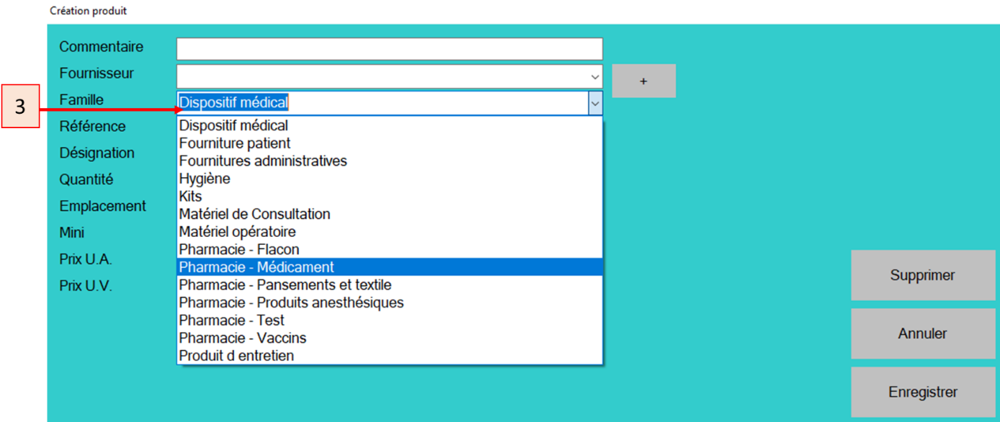 Création produit
Commentaire
Fournisseur
+
3
Famille
Dispositif médical
Référence
Désignation
Quantité
Emplacement
Mini
Prix U.A.
Prix U.V.
Dispositif médical
Fourniture patient
Fournitures administratives
Hygiène
Kits
Matériel de Consultation
Matériel opératoire
Pharmacie - Flacon
Pharmacie - Médicament
Pharmacie - Pansements et textile
Pharmacie - Produits anesthésiques
Pharmacie - Test
Pharmacie - Vaccins
Produit d entretien
Supprimer
Annuler
Enregistrer